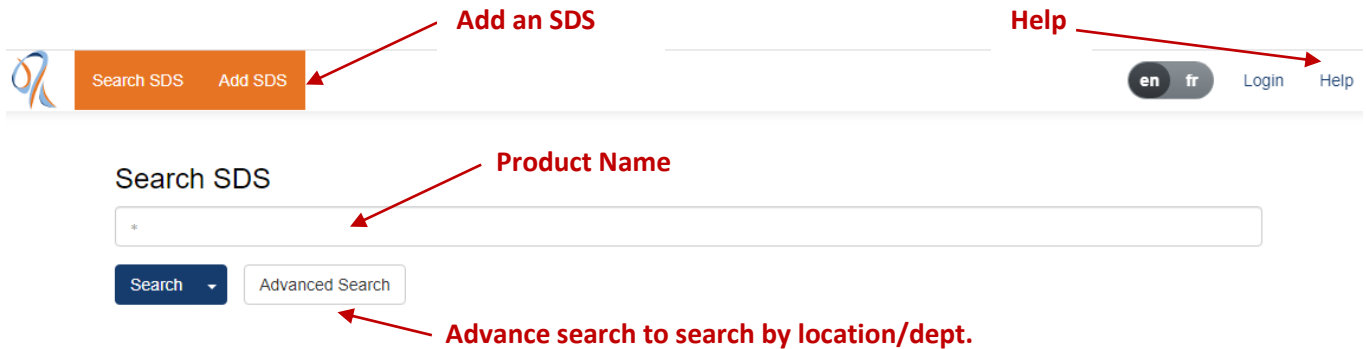 Add an SDS
Help
Search SDS Add SDS
en fr Login Help
Product Name
Search SDS
*
Search Advanced Search
Advance search to search by location/dept.